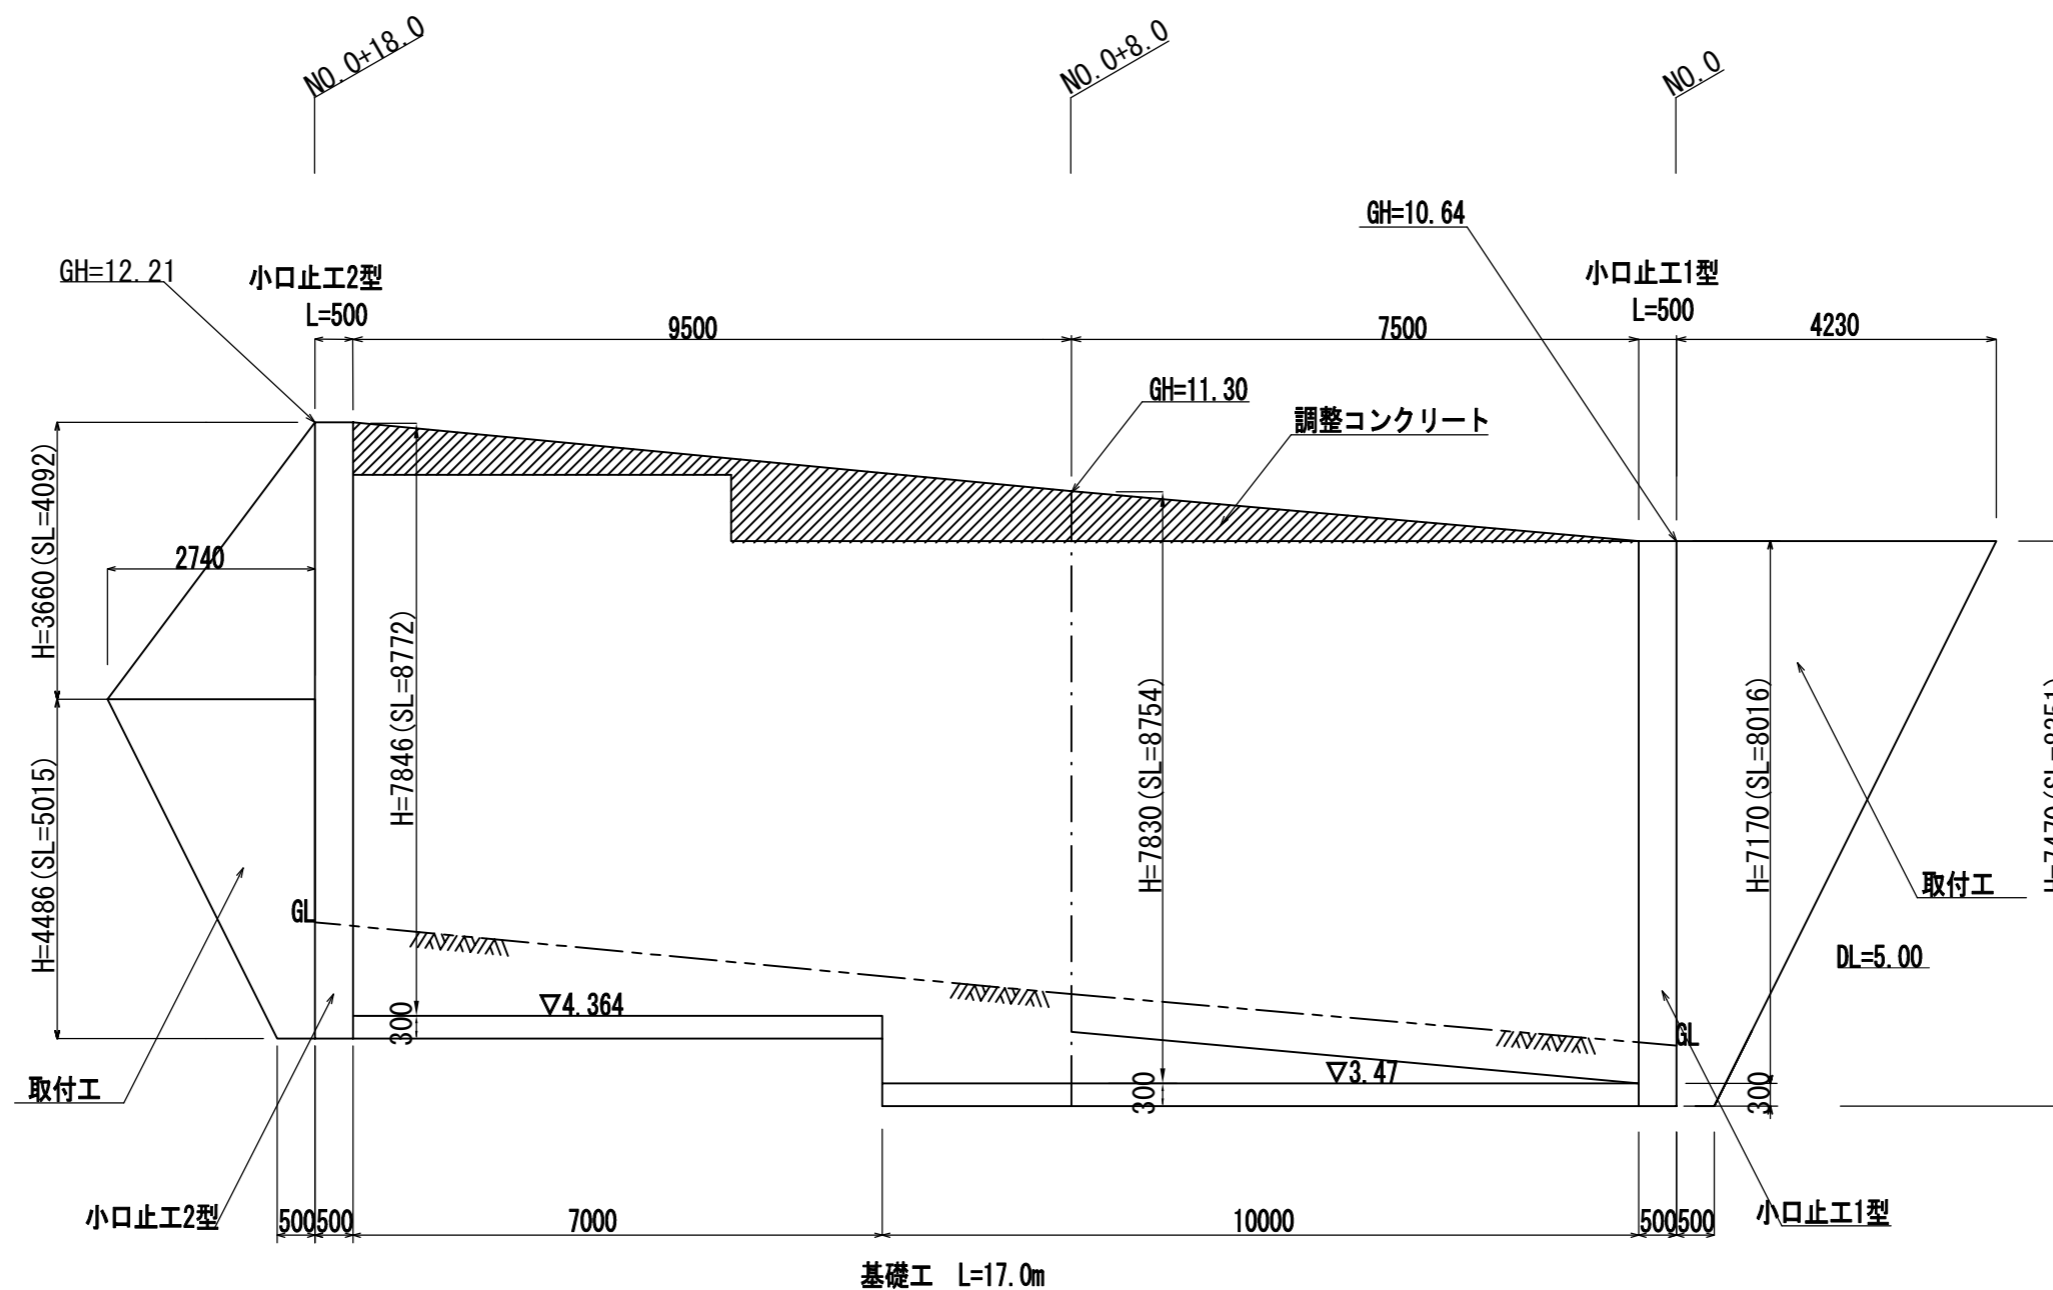 NO.0+18.0
NO.0+8.0
NO.0
GH=10.64
GH=12.21
小口止工2型
L=500
小口止工1型
L=500
9500
7500
4230
GH=11.30
調整コンクリート
H=3660(SL=4092)
2740
H=7846(SL=8772)
H=7830(SL=8754)
H=7170(SL=8016)
H=4486(SL=5015)
取付工
GL
DL=5.00
▽4.364
300
GL
▽3.47
300
300
取付工
小口止工2型
500
500
7000
10000
500
500
小口止工1型
基礎工 L=17.0m